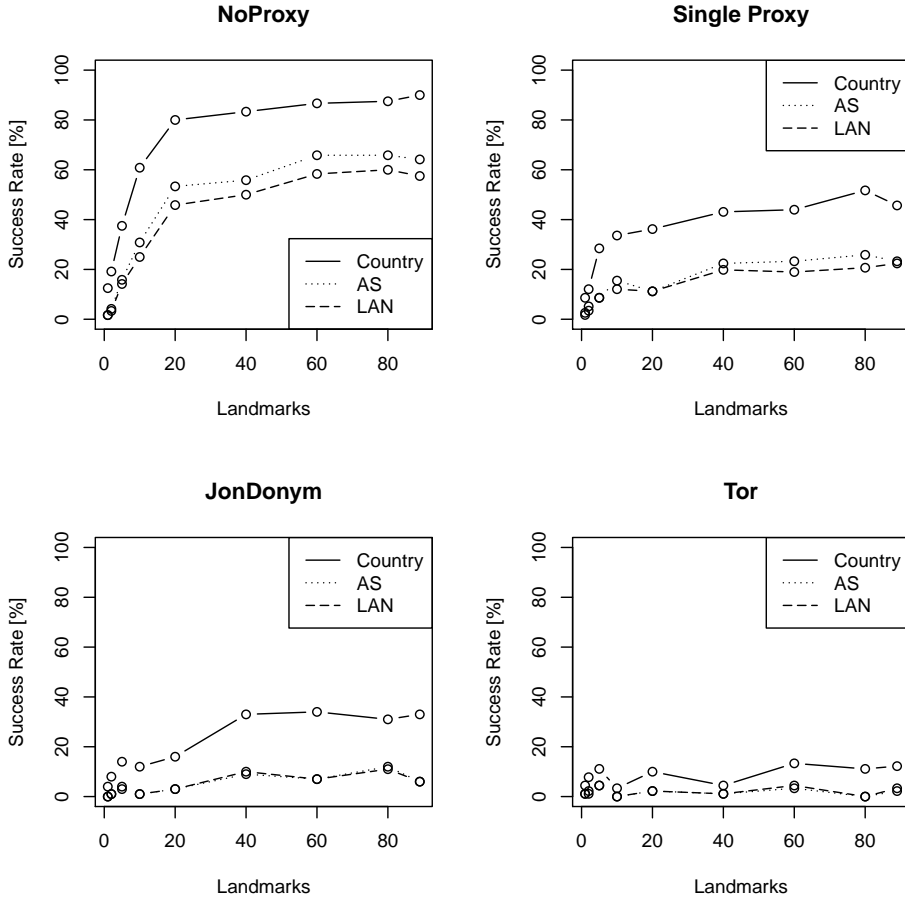 NoProxy
Success Rate [%]
100
80
60
40
20
0
Country
AS
LAN
0 20 40 60 80
Landmarks
Single Proxy
Success Rate [%]
100
80
60
40
20
0
Country
AS
LAN
0 20 40 60 80
Landmarks
JonDonym
Success Rate [%]
100
80
60
40
20
0
Country
AS
LAN
0 20 40 60 80
Landmarks
Tor
Success Rate [%]
100
80
60
40
20
0
Country
AS
LAN
0 20 40 60 80
Landmarks